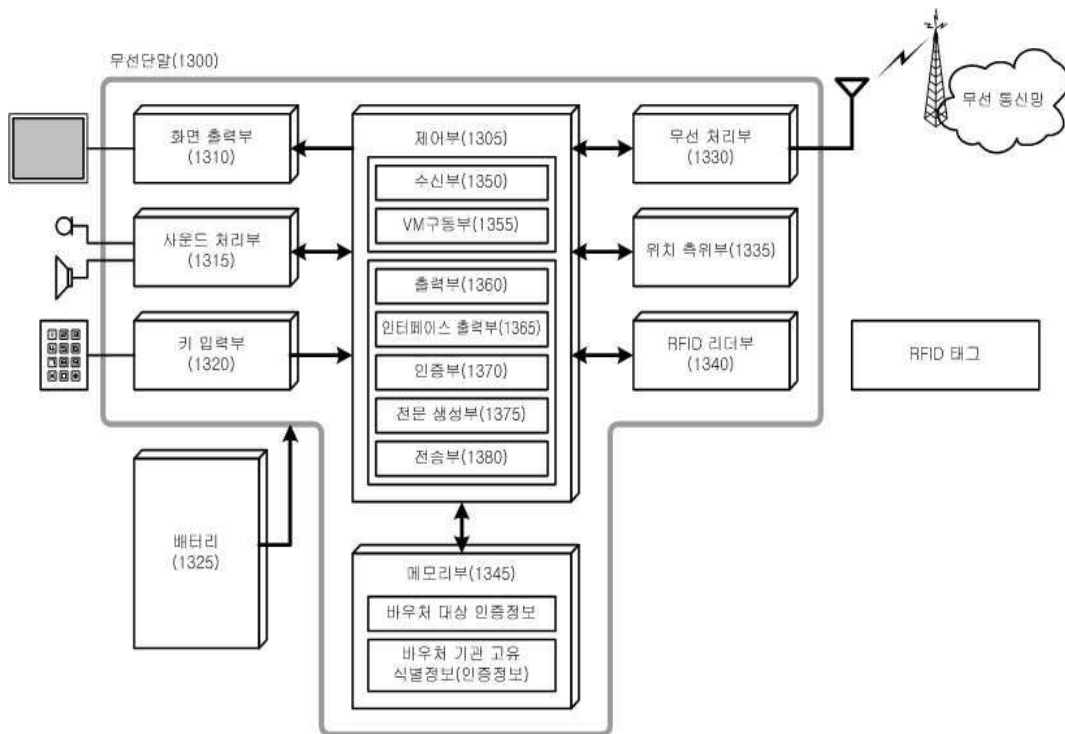 무선단말(1300)
화면 출력부
(1310)
사운드 처리부
(1315)
키 입력부
(1320)
배터리
(1325)
제어부(1305)
수신부(1350)
VM구동부(1355)
출력부(1360)
인터페이스 출력부(1365)
인증부(1370)
전문 생성부(1375)
전송부(1380)
메모리부(1345)
바우처 대상 인증정보
바우처 기관 고유
식별정보(인증정보)
무선 처리부
(1330)
위치 측위부
(1335)
RFID 리더부
(1340)
무선 통신망
RFID 태그